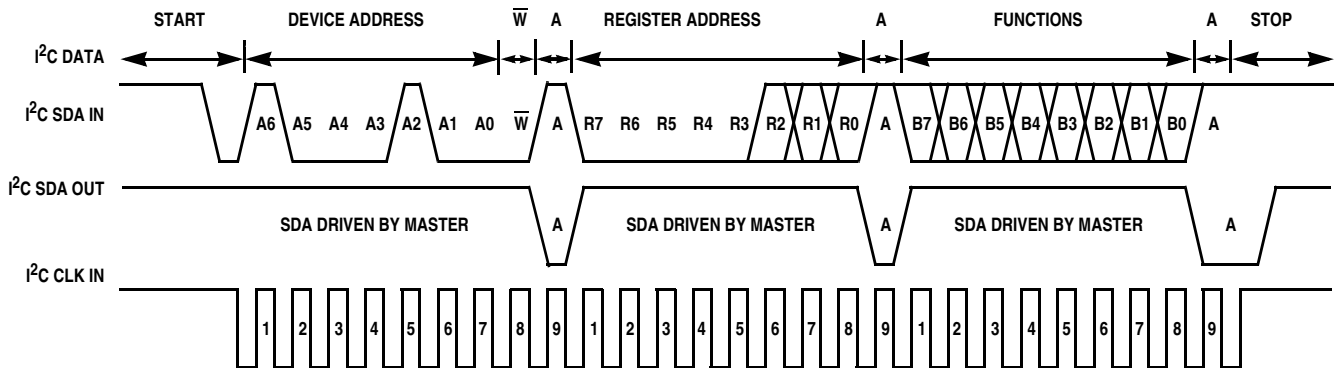 START DEVICE ADDRESS W̅ A REGISTER ADDRESS A FUNCTIONS A STOP
I²C DATA
I²C SDA IN A6 A5 A4 A3 A2 A1 A0 W̅ A R7 R6 R5 R4 R3 R2 R1 R0 A B7 B6 B5 B4 B3 B2 B1 B0 A
I²C SDA OUT
SDA DRIVEN BY MASTER A SDA DRIVEN BY MASTER A SDA DRIVEN BY MASTER A
I²C CLK IN
1 2 3 4 5 6 7 8 9 1 2 3 4 5 6 7 8 9 1 2 3 4 5 6 7 8 9